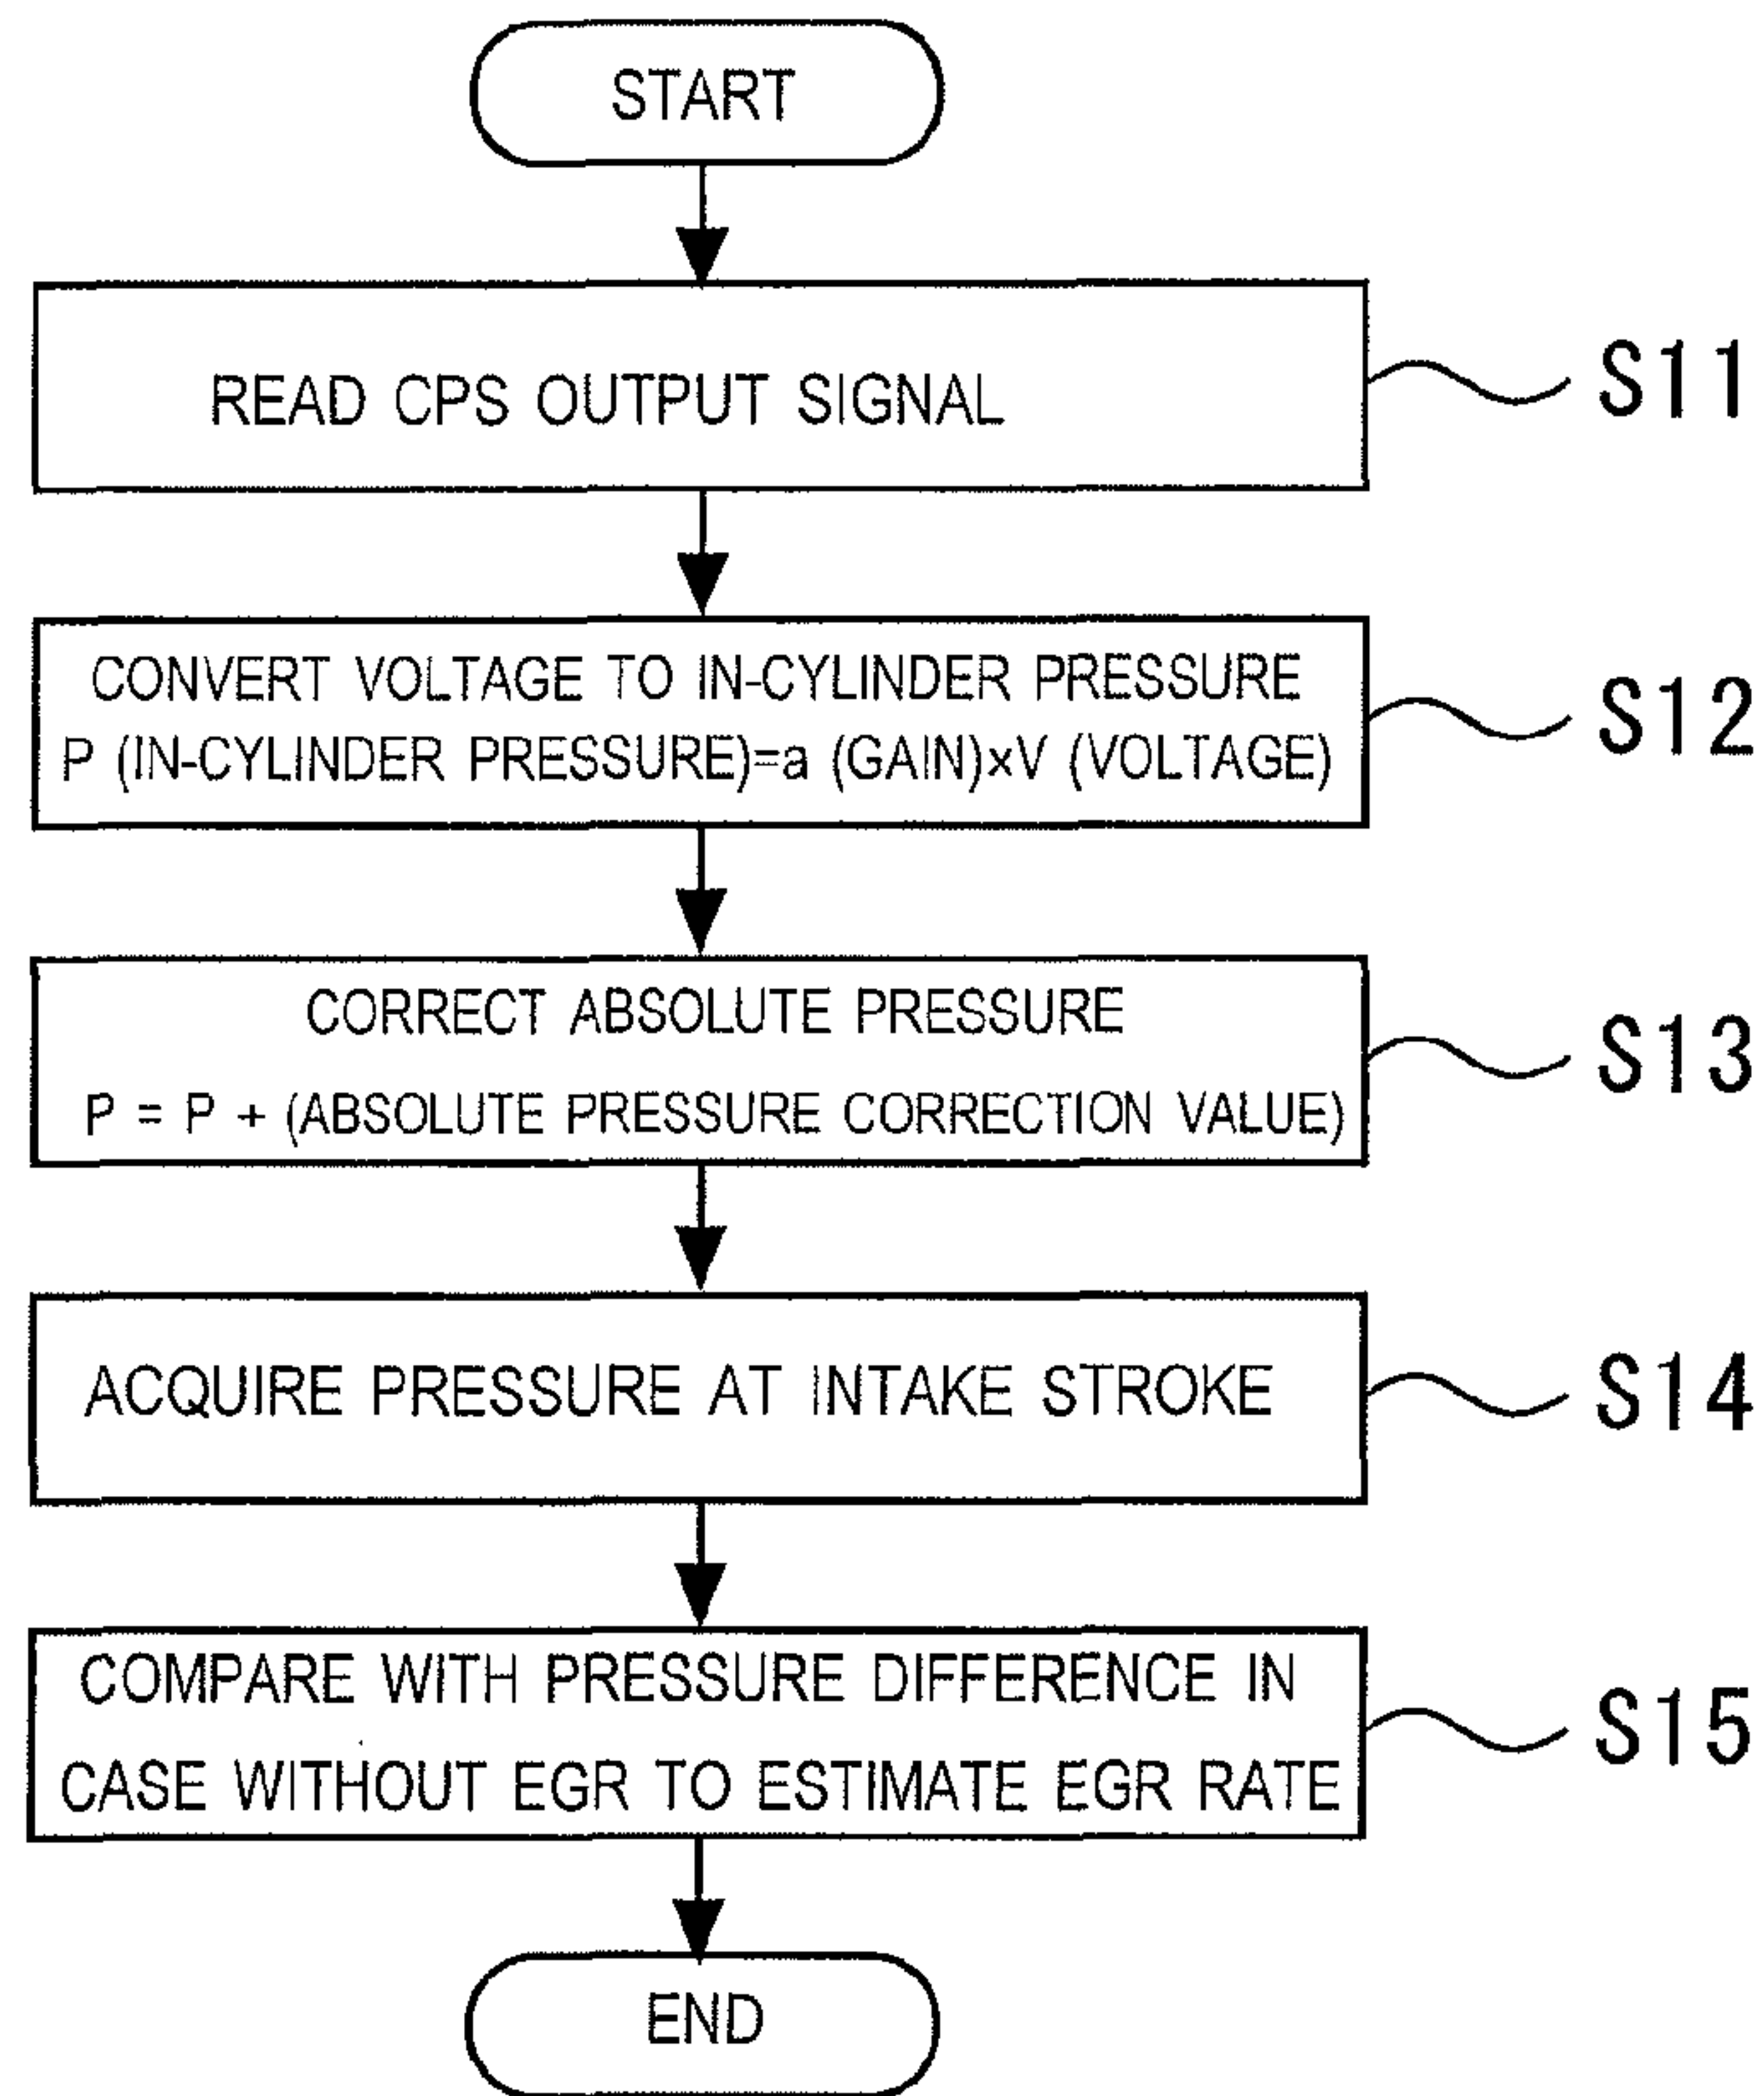 START
READ CPS OUTPUT SIGNAL
S11
CONVERT VOLTAGE TO IN-CYLINDER PRESSURE
P (IN-CYLINDER PRESSURE)=a (GAIN)×V (VOLTAGE)
S12
CORRECT ABSOLUTE PRESSURE
P = P + (ABSOLUTE PRESSURE CORRECTION VALUE)
S13
ACQUIRE PRESSURE AT INTAKE STROKE
S14
COMPARE WITH PRESSURE DIFFERENCE IN
CASE WITHOUT EGR TO ESTIMATE EGR RATE
S15
END